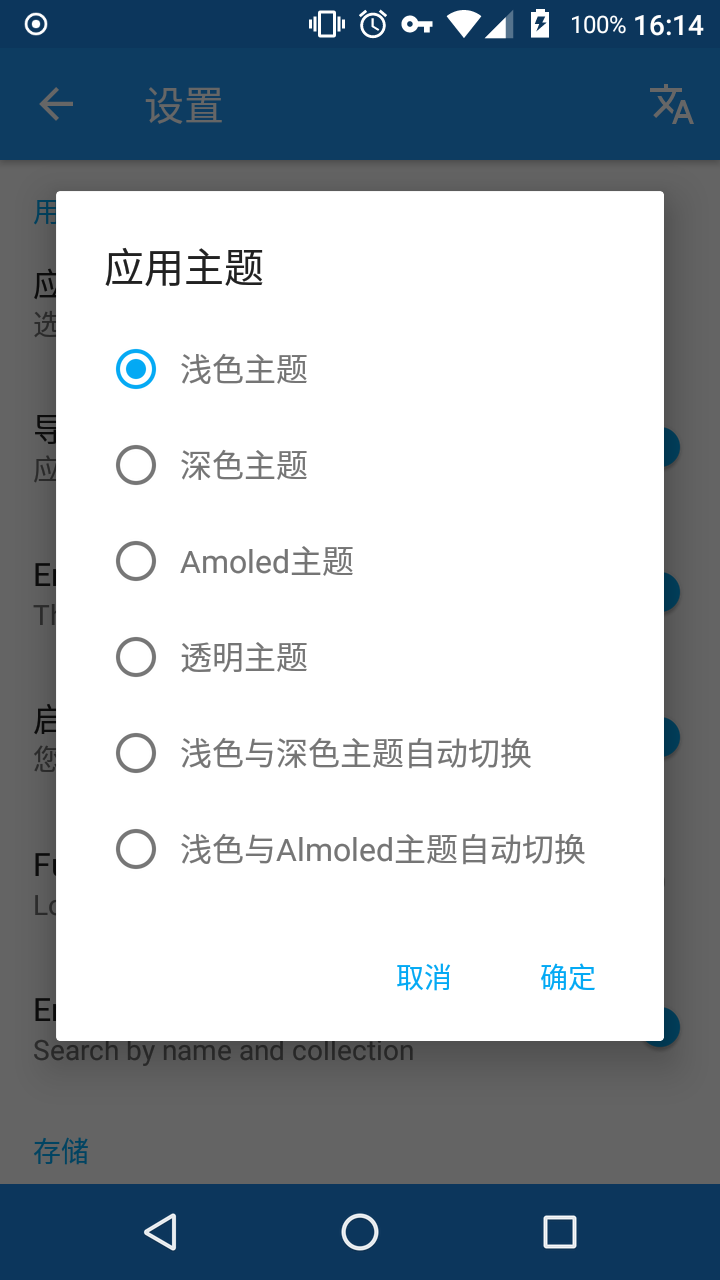 100% 16:14
设置
用
应用主题
应
选
浅色主题
导
应
深色主题
Amoled主题
En
Th
透明主题
启
您
浅色与深色主题自动切换
浅色与Almoled主题自动切换
Fu
Lo
取消
确定
En
Search by name and collection
存储